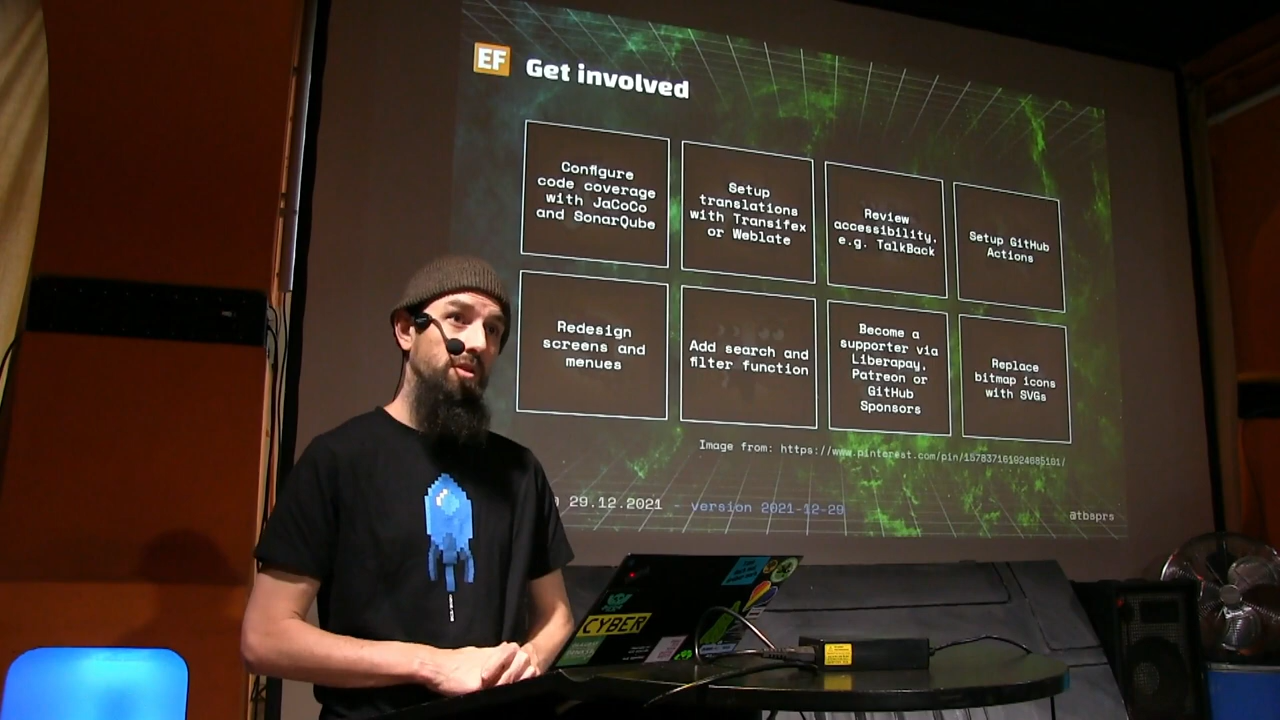 EF
Get involved
Configure
code coverage
with JaCoCo
and SonarQube
Setup
translations
with Transifex
or Weblate
Review
accessibility,
e.g. TalkBack
Setup GitHub
Actions
Redesign
screens and
menues
Add search and
filter function
Become a
supporter via
Liberapay,
Patreon or
GitHub
Sponsors
Replace
bitmap icons
with SVGs
Image from: https://www.pinterest.com/pin/157837161924685101/
29.12.2021 - version 2021-12-29
@tbsprs
CYBER